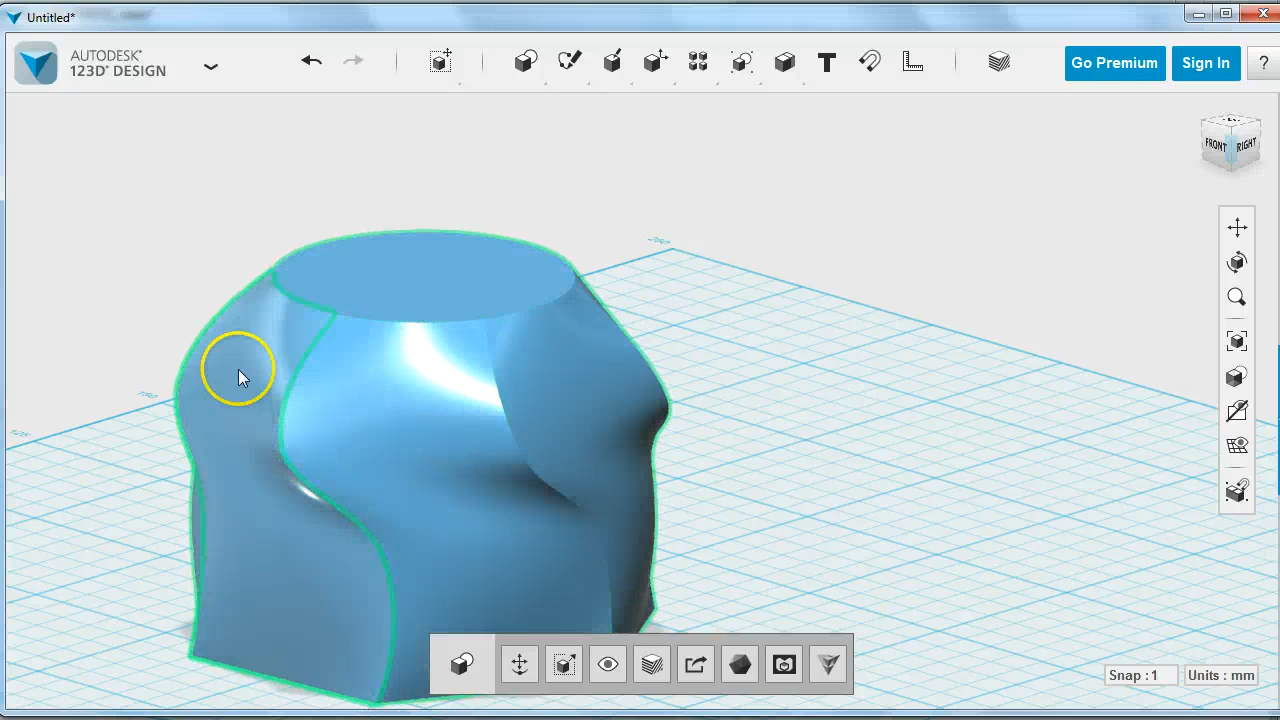 Untitled*
AUTODESK®
123D® DESIGN
T
Go Premium
Sign In
?
FRONT
RIGHT
Snap : 1
Units : mm